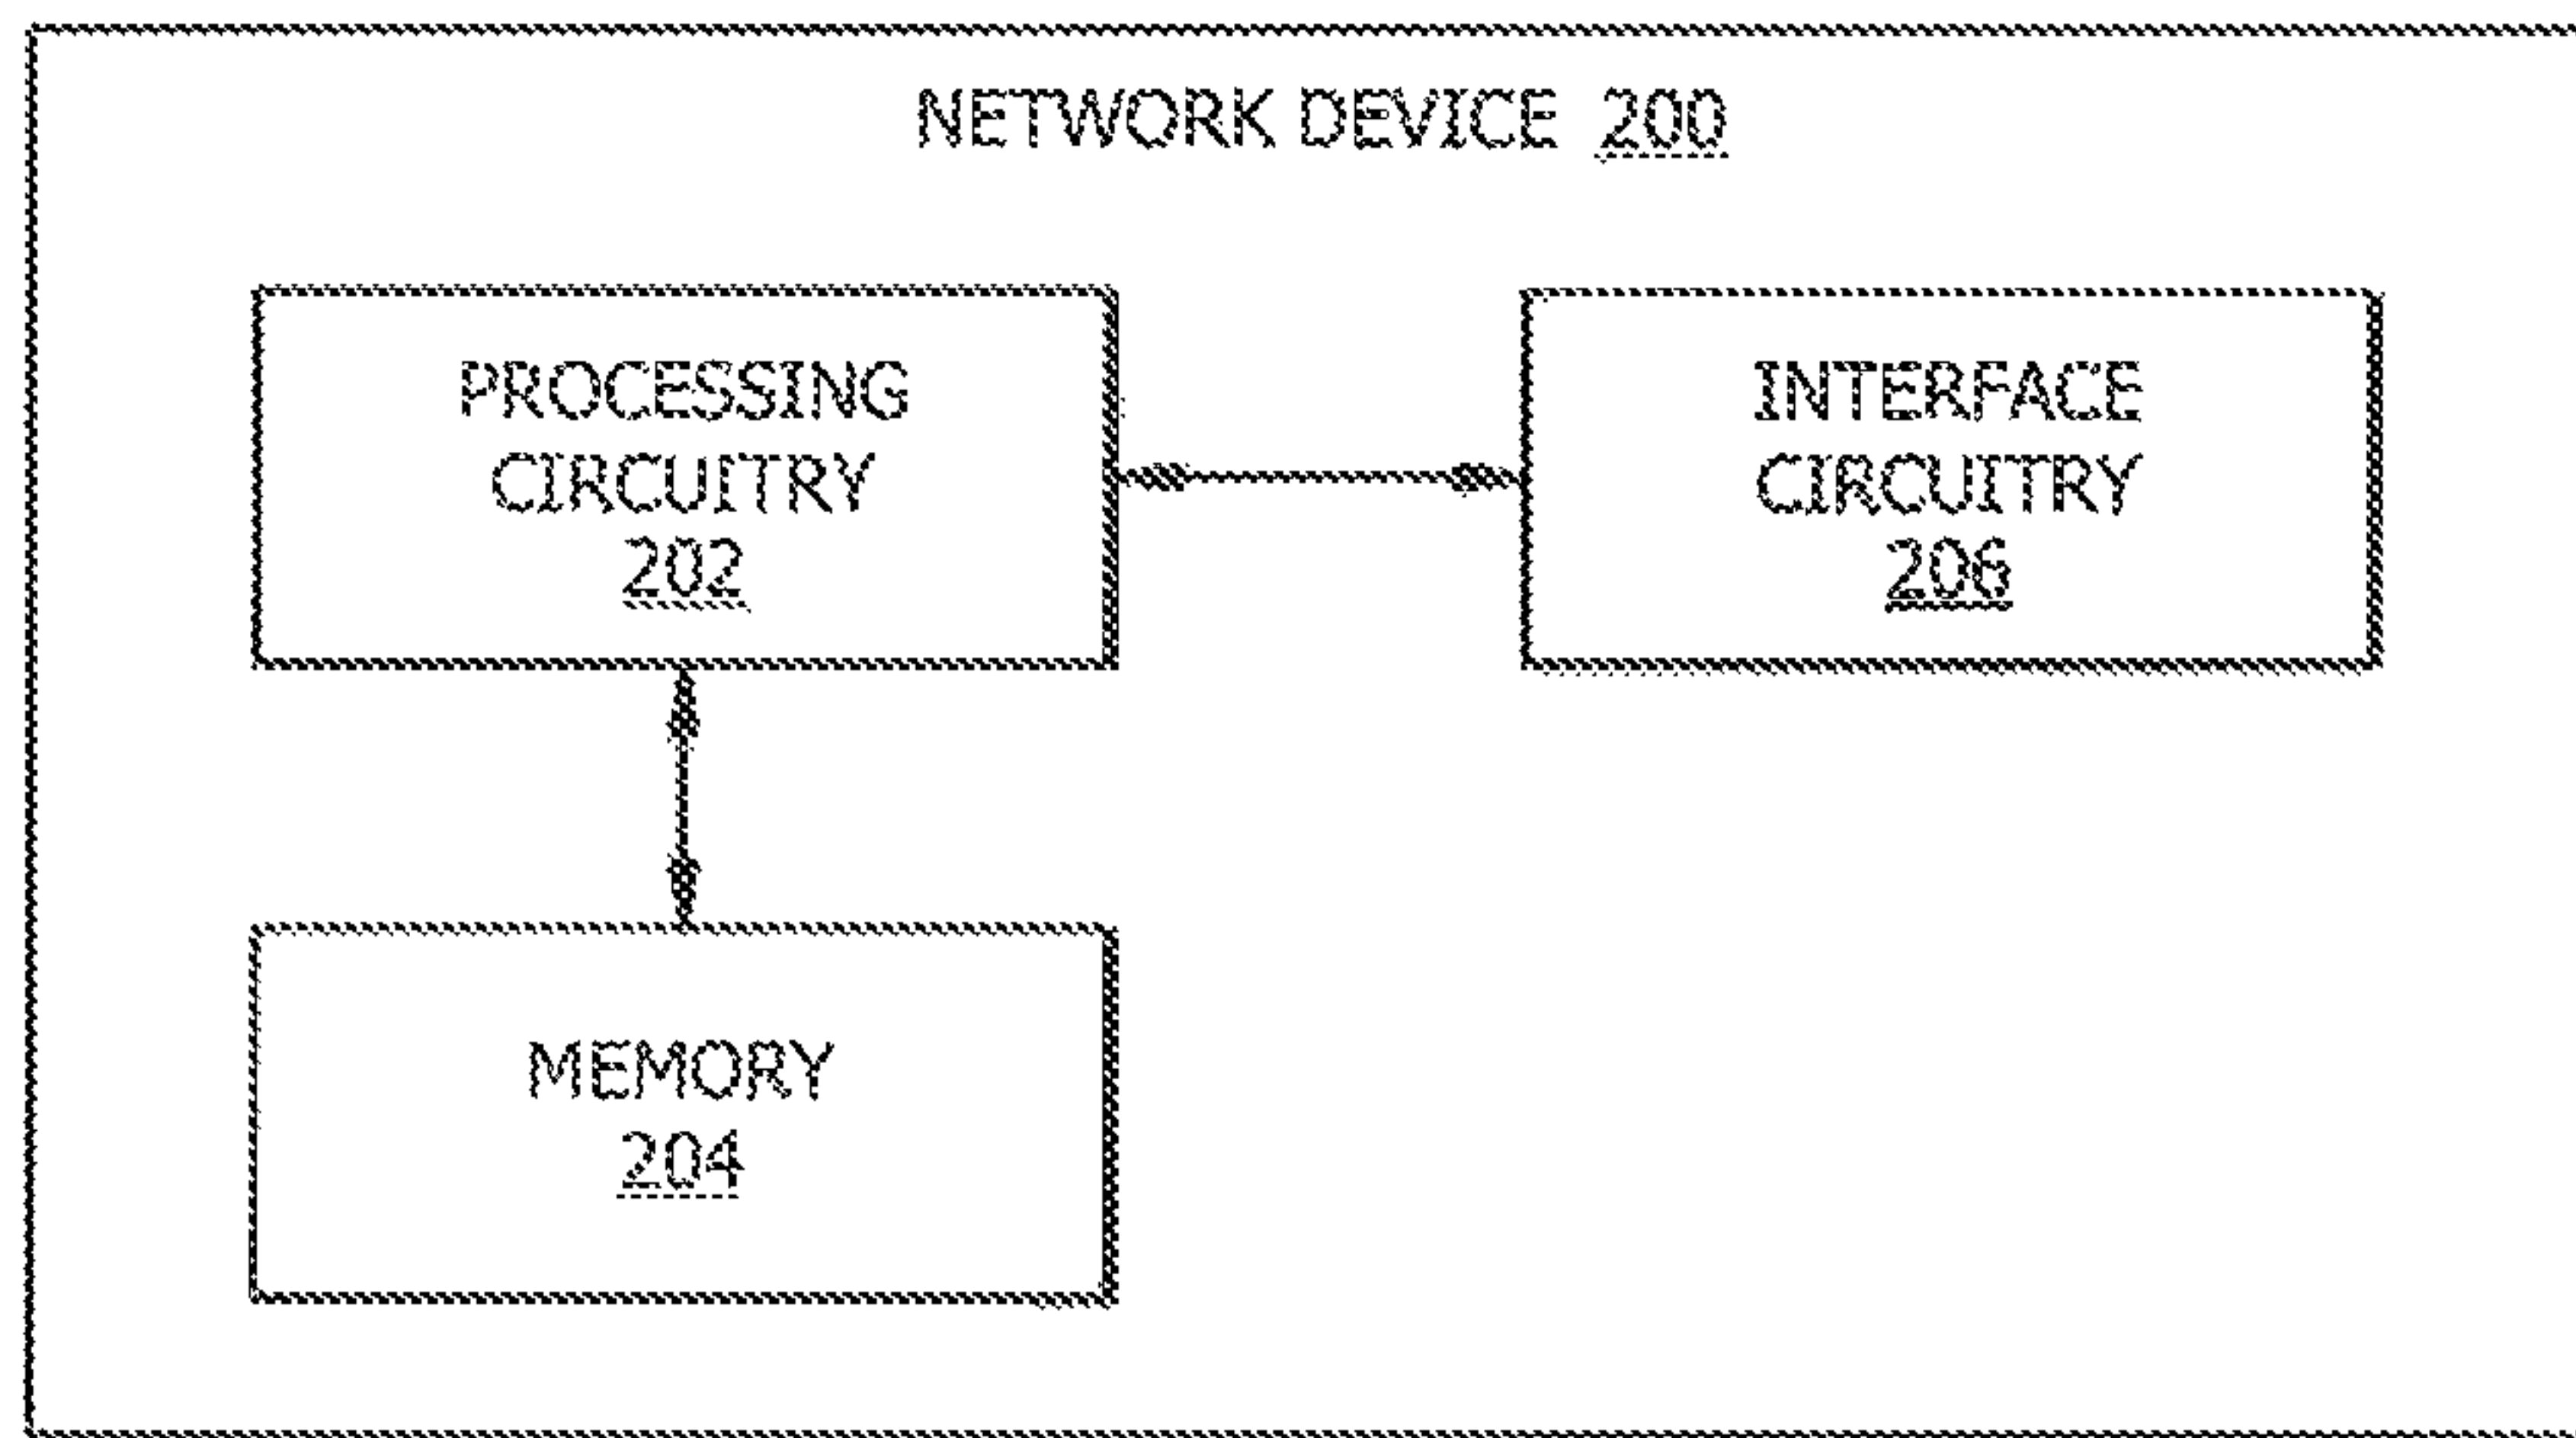 NETWORK DEVICE 200
PROCESSING
CIRCUITRY
202
INTERFACE
CIRCUITRY
206
MEMORY
204